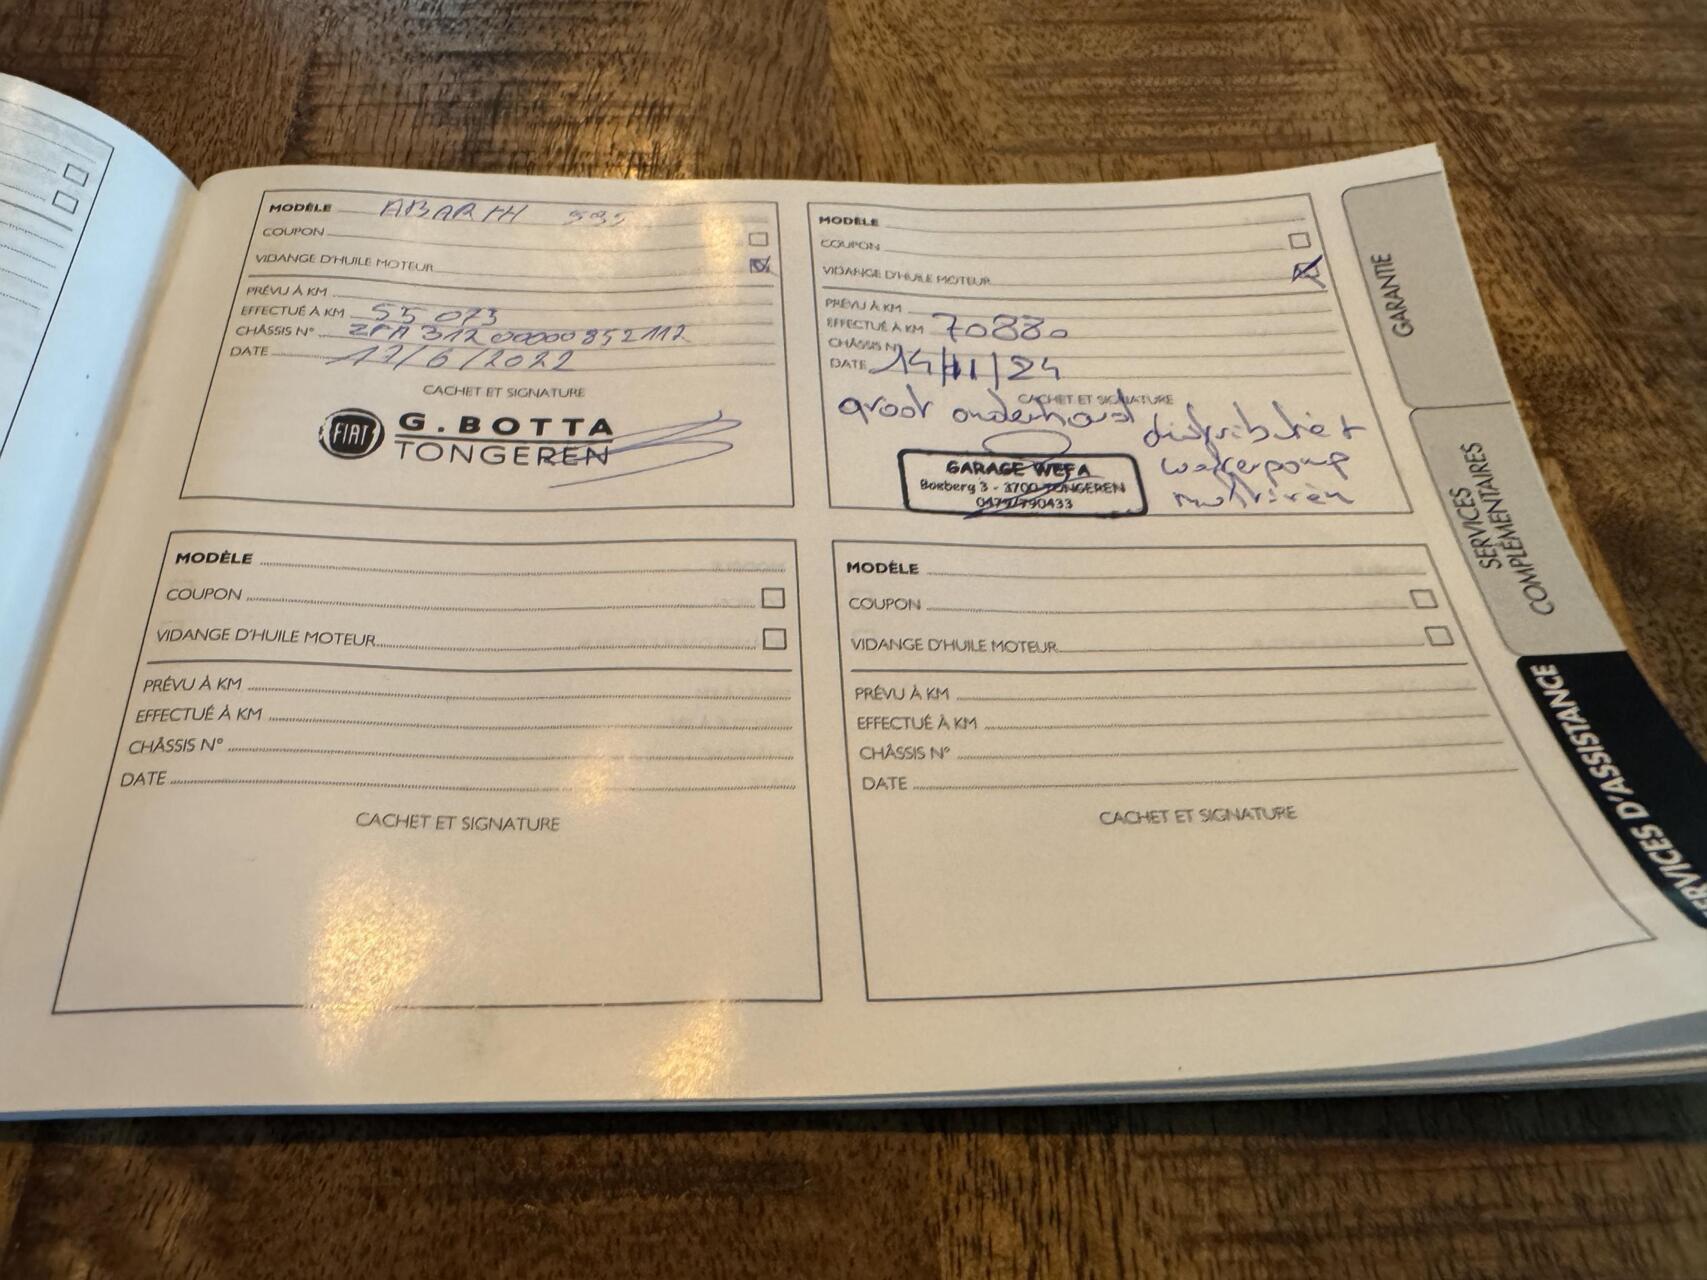 MODÈLE ABARTH 595
COUPON
VIDANGE D'HUILE MOTEUR
PRÉVU À KM
EFFECTUÉ À KM 55 073
CHÂSSIS N° ZFA 312 00000 852112
DATE 17/6/2022
CACHET ET SIGNATURE
FIAT
G. BOTTA
TONGEREN
MODÈLE
COUPON
VIDANGE D'HUILE MOTEUR
PRÉVU À KM
EFFECTUÉ À KM 70880
CHÂSSIS N°
DATE 14/11/24
CACHET ET SIGNATURE
groot onderhoud
distributie +
waterpomp
multiriem
GARAGE WEFA
Bosberg 3 - 3700 TONGEREN
0479/790433
MODÈLE
COUPON
VIDANGE D'HUILE MOTEUR
PRÉVU À KM
EFFECTUÉ À KM
CHÂSSIS N°
DATE
CACHET ET SIGNATURE
MODÈLE
COUPON
VIDANGE D'HUILE MOTEUR
PRÉVU À KM
EFFECTUÉ À KM
CHÂSSIS N°
DATE
CACHET ET SIGNATURE
GARANTIE
SERVICES
COMPLÉMENTAIRES
SERVICES D'ASSISTANCE